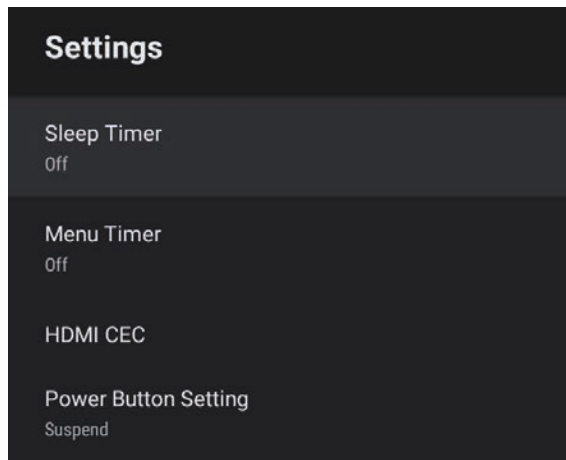 Settings
Sleep Timer
Off
Menu Timer
Off
HDMI CEC
Power Button Setting
Suspend